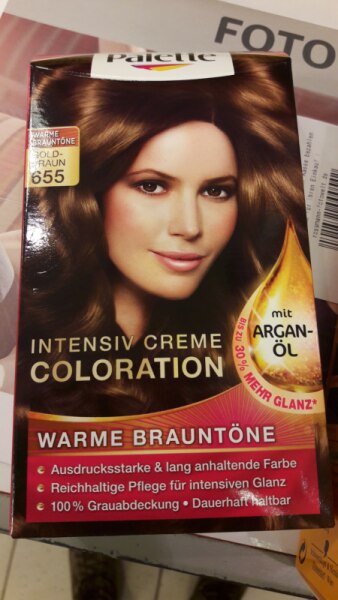 FOTO
Palette
WARME
BRAUNTÖNE
GOLD-
BRAUN
655
mit
ARGAN-
ÖL
BIS ZU 30% MEHR GLANZ*
INTENSIV CREME
COLORATION
WARME BRAUNTÖNE
• Ausdrucksstarke & lang anhaltende Farbe
• Reichhaltige Pflege für intensiven Glanz
• 100% Grauabdeckung • Dauerhaft haltbar